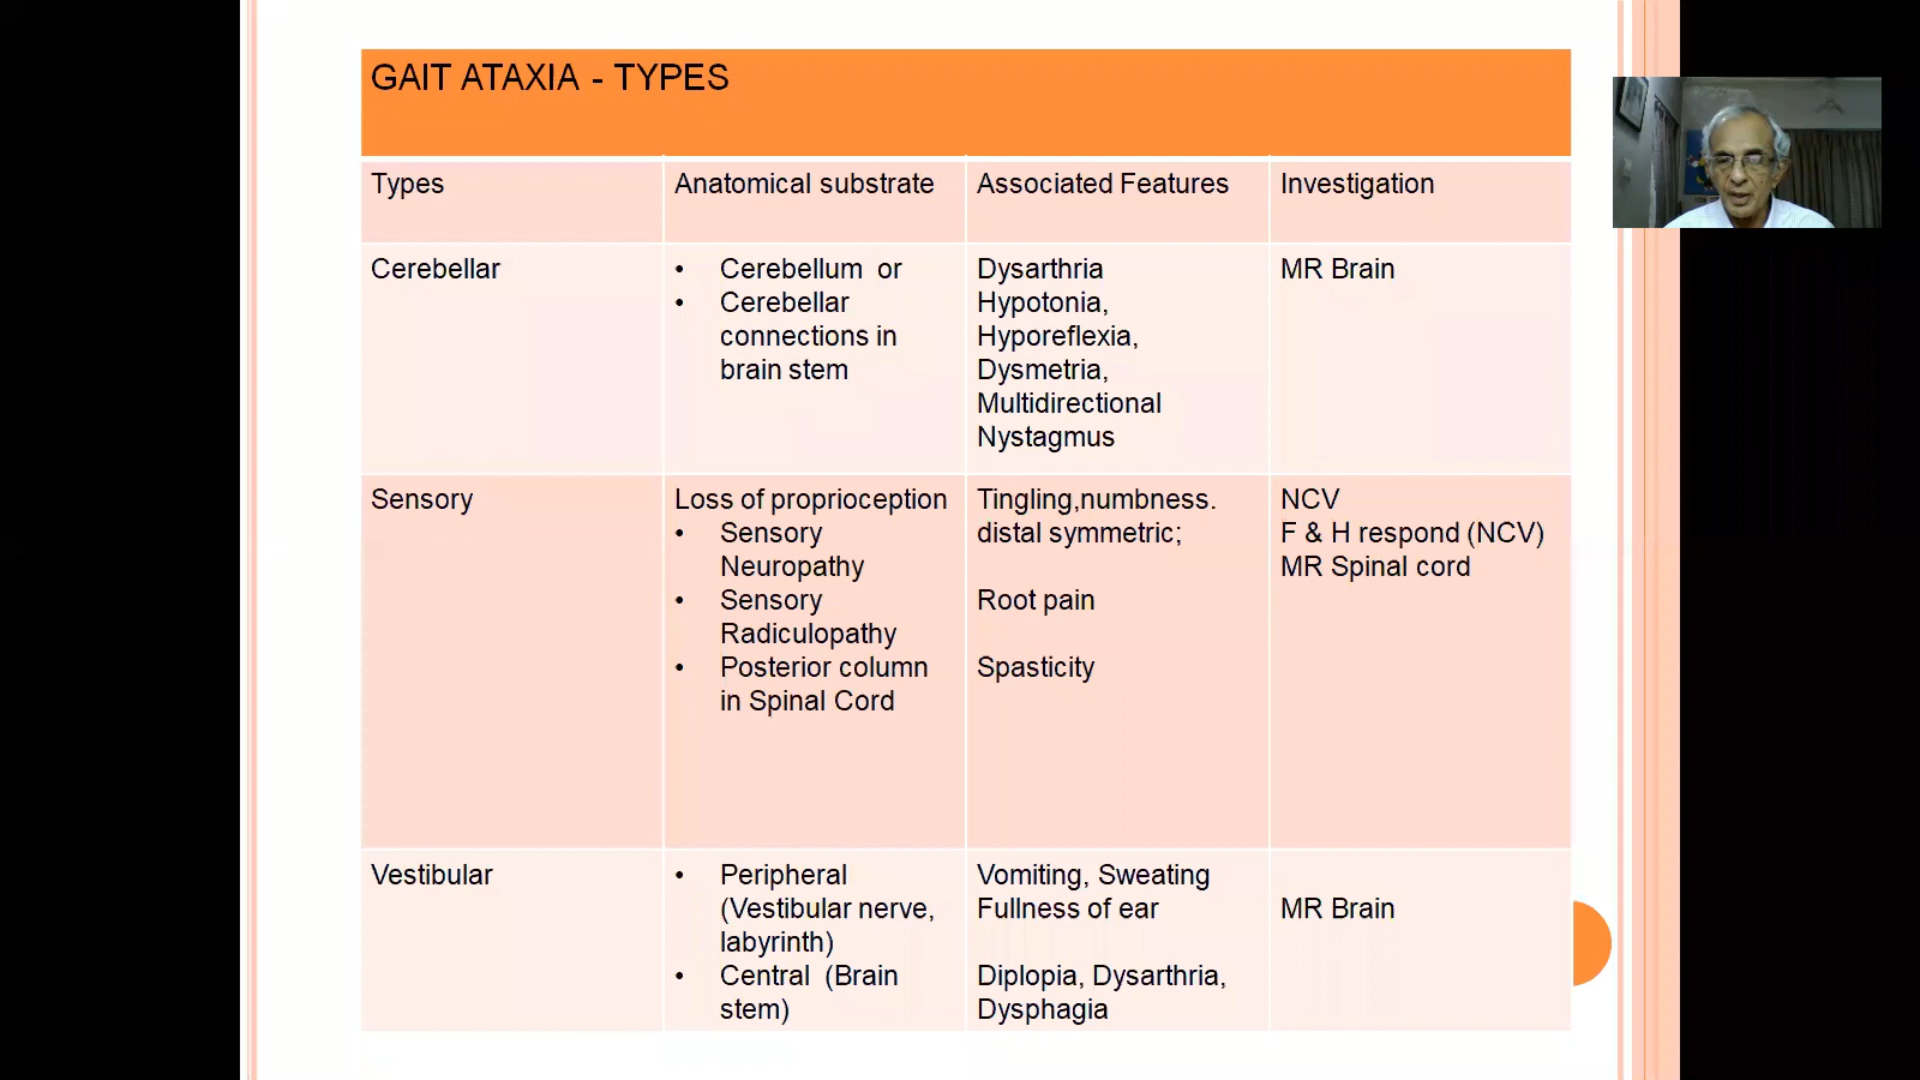 GAIT ATAXIA - TYPES
Types
Anatomical substrate
Associated Features
Investigation
Cerebellar
• Cerebellum or
• Cerebellar
connections in
brain stem
Dysarthria
Hypotonia,
Hyporeflexia,
Dysmetria,
Multidirectional
Nystagmus
MR Brain
Sensory
Loss of proprioception
• Sensory
Neuropathy
• Sensory
Radiculopathy
• Posterior column
in Spinal Cord
Tingling,numbness.
distal symmetric;
Root pain
Spasticity
NCV
F & H respond (NCV)
MR Spinal cord
Vestibular
• Peripheral
(Vestibular nerve,
labyrinth)
• Central (Brain
stem)
Vomiting, Sweating
Fullness of ear
Diplopia, Dysarthria,
Dysphagia
MR Brain